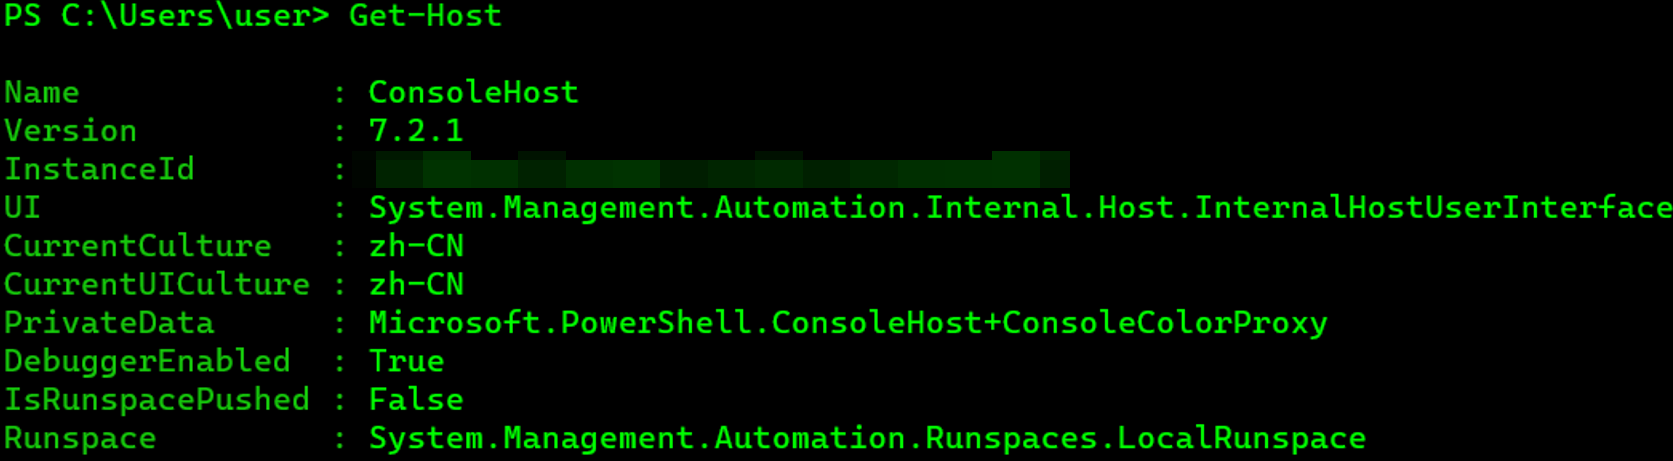 PS C:\Users\user> Get-Host
Name : ConsoleHost
Version : 7.2.1
InstanceId :
UI : System.Management.Automation.Internal.Host.InternalHostUserInterface
CurrentCulture : zh-CN
CurrentUICulture : zh-CN
PrivateData : Microsoft.PowerShell.ConsoleHost+ConsoleColorProxy
DebuggerEnabled : True
IsRunspacePushed : False
Runspace : System.Management.Automation.Runspaces.LocalRunspace